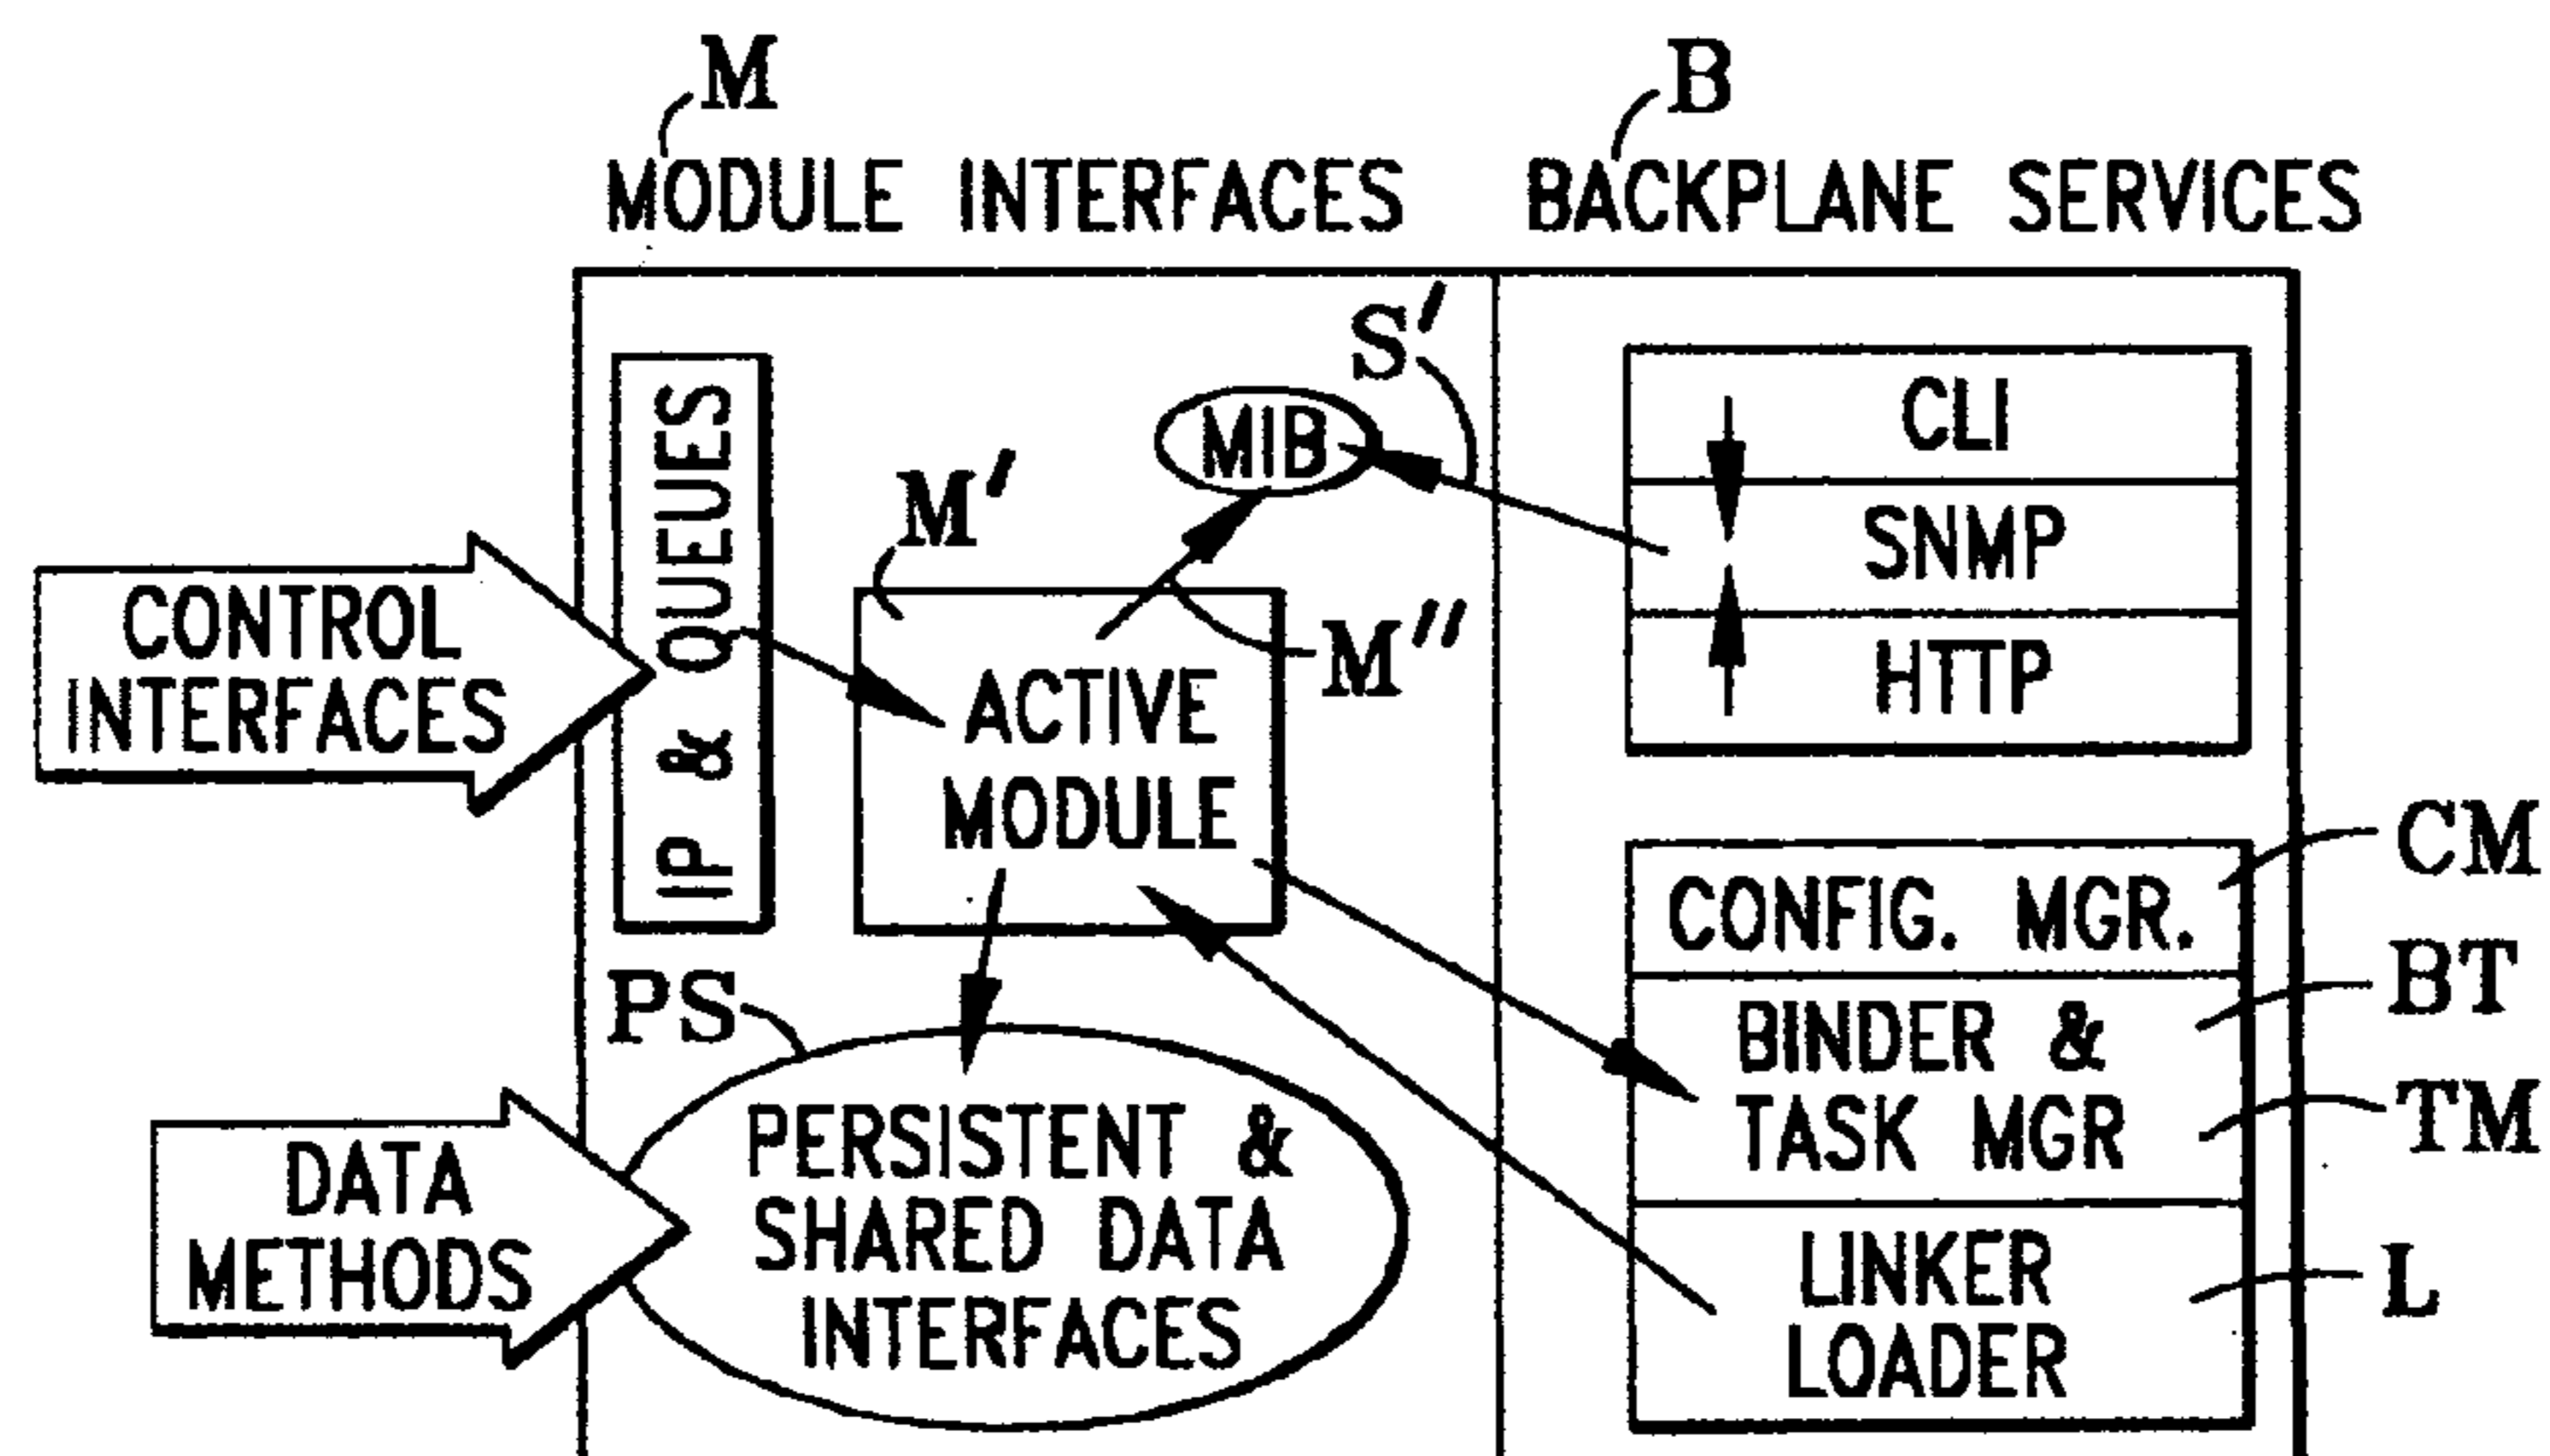 M
B
MODULE INTERFACES
BACKPLANE SERVICES
S'
MIB
M'
M"
IP & QUEUES
CONTROL
INTERFACES
ACTIVE
MODULE
CLI
SNMP
HTTP
CM
CONFIG. MGR.
BT
BINDER &
TASK MGR
TM
LINKER
LOADER
L
PS
PERSISTENT &
SHARED DATA
INTERFACES
DATA
METHODS